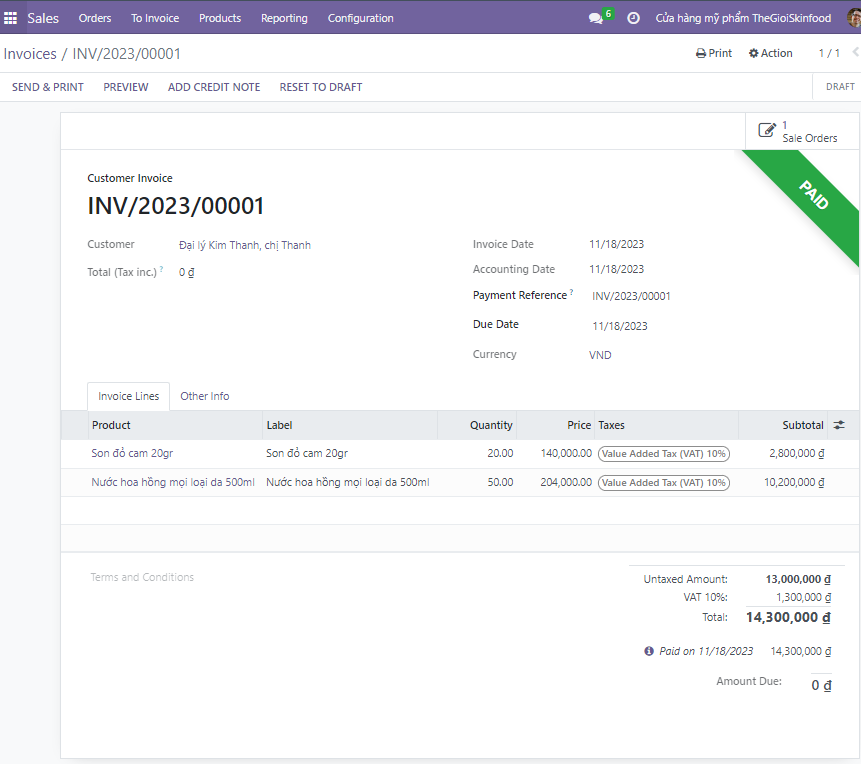 Sales Orders To Invoice Products Reporting Configuration 6 Cửa hàng mỹ phẩm TheGioiSkinfood
Invoices / INV/2023/00001 Print Action 1 / 1
SEND & PRINT PREVIEW ADD CREDIT NOTE RESET TO DRAFT DRAFT
1
Sale Orders
PAID
Customer Invoice
INV/2023/00001
Customer Đại lý Kim Thanh, chị Thanh Invoice Date 11/18/2023
Total (Tax inc.) ? 0 ₫ Accounting Date 11/18/2023
Payment Reference ? INV/2023/00001
Due Date 11/18/2023
Currency VND
Invoice Lines Other Info
Product Label Quantity Price Taxes Subtotal
Son đỏ cam 20gr Son đỏ cam 20gr 20.00 140,000.00 Value Added Tax (VAT) 10% 2,800,000 ₫
Nước hoa hồng mọi loại da 500ml Nước hoa hồng mọi loại da 500ml 50.00 204,000.00 Value Added Tax (VAT) 10% 10,200,000 ₫
Terms and Conditions
Untaxed Amount: 13,000,000 ₫
VAT 10%: 1,300,000 ₫
Total: 14,300,000 ₫
Paid on 11/18/2023 14,300,000 ₫
Amount Due: 0 ₫